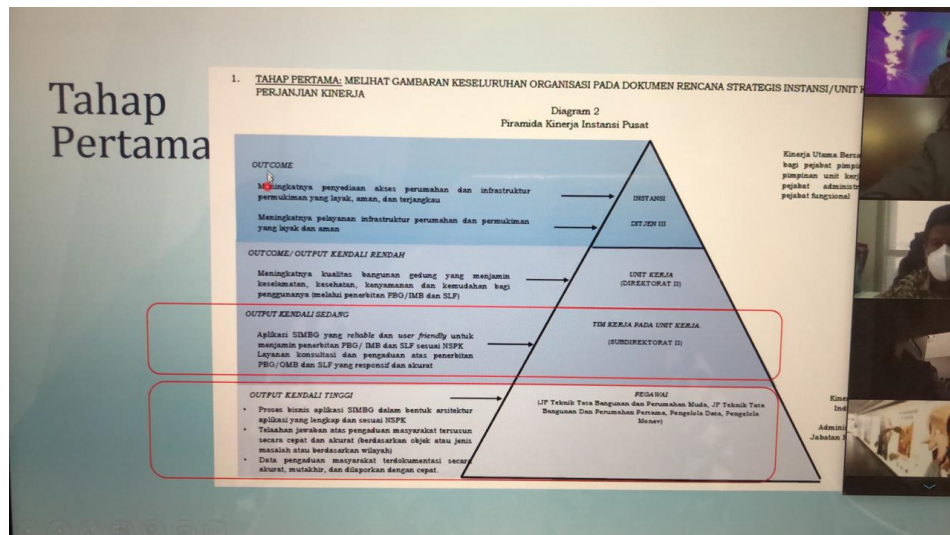 Tahap
Pertama
1. TAHAP PERTAMA: MELIHAT GAMBARAN KESELURUHAN ORGANISASI PADA DOKUMEN RENCANA STRATEGIS INSTANSI/UNIT
PERJANJIAN KINERJA
Diagram 2
Piramida Kinerja Instansi Pusat
OUTCOME
Meningkatnya penyediaan akses perumahan dan infrastruktur
permukiman yang layak, aman, dan terjangkau
Meningkatnya pelayanan infrastruktur perumahan dan permukiman
yang layak dan aman
INSTANSI
DITJEN III
Kinerja Utama
bagi pejabat
pimpinan unit
pejabat
pejabat fungsional
OUTCOME/ OUTPUT KENDALI RENDAH
Meningkatnya kualitas bangunan gedung yang menjamin
keselamatan, kesehatan, kenyamanan dan kemudahan bagi
penggunanya (melalui penerbitan PBG/IMB dan SLF)
UNIT KERJA
(DIREKTORAT II)
OUTPUT KENDALI SEDANG
Aplikasi SIMBG yang reliable dan user friendly untuk
menjamin penerbitan PBG/ IMB dan SLF sesuai NSPK
Layanan konsultasi dan pengaduan atas penerbitan
PBG/OMB dan SLF yang responsif dan akurat
TIM KERJA PADA UNIT KERJA
(SUBDIREKTORAT II)
OUTPUT KENDALI TINGGI
• Proses bisnis aplikasi SIMBG dalam bentuk arsitektur
aplikasi yang lengkap dan sesuai NSPK
• Telaahan jawaban atas pengaduan masyarakat tersusun
secara cepat dan akurat (berdasarkan objek atau jenis
masalah atau berdasarkan wilayah)
• Data pengaduan masyarakat terdokumentasi secara
akurat, mutakhir, dan dilaporkan dengan cepat.
PEGAWAI
(JF Teknik Tata Bangunan dan Perumahan Muda, JF Teknik Tata
Bangunan Dan Perumahan Pertama, Pengelola Data, Pengelola
Monev)
Jabatan